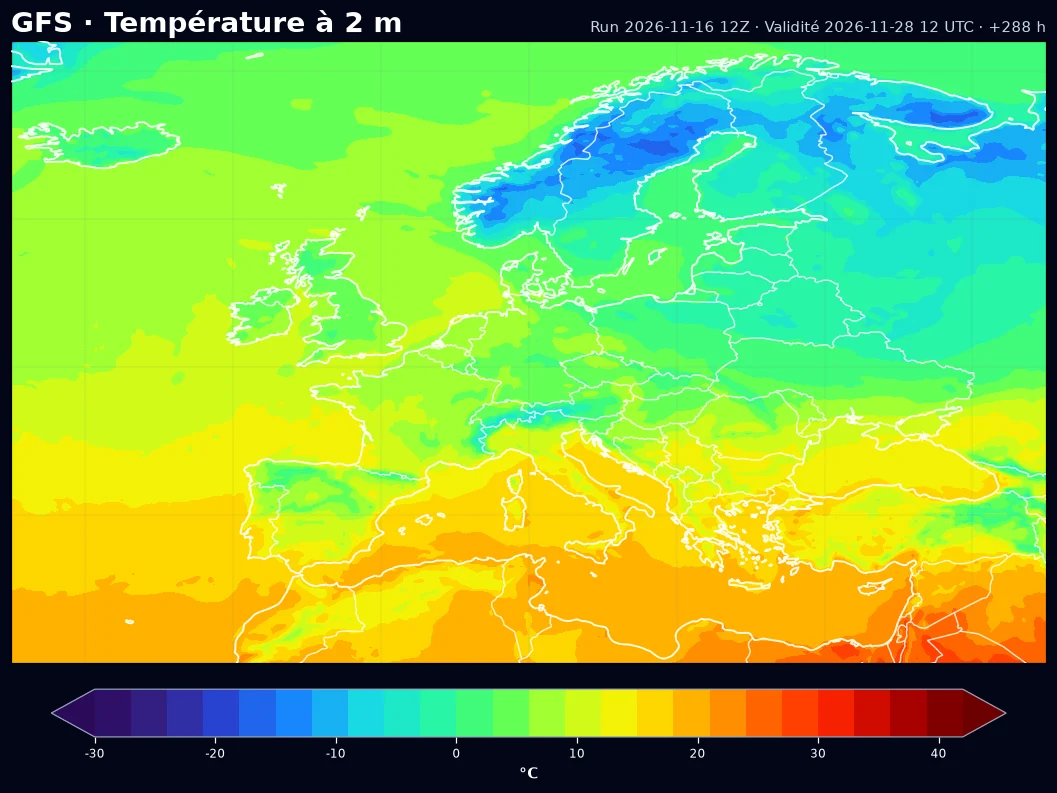 GFS · Température à 2 m
Run 2026-11-16 12Z · Validité 2026-11-28 12 UTC · +288 h
-30 -20 -10 0 10 20 30 40
°C